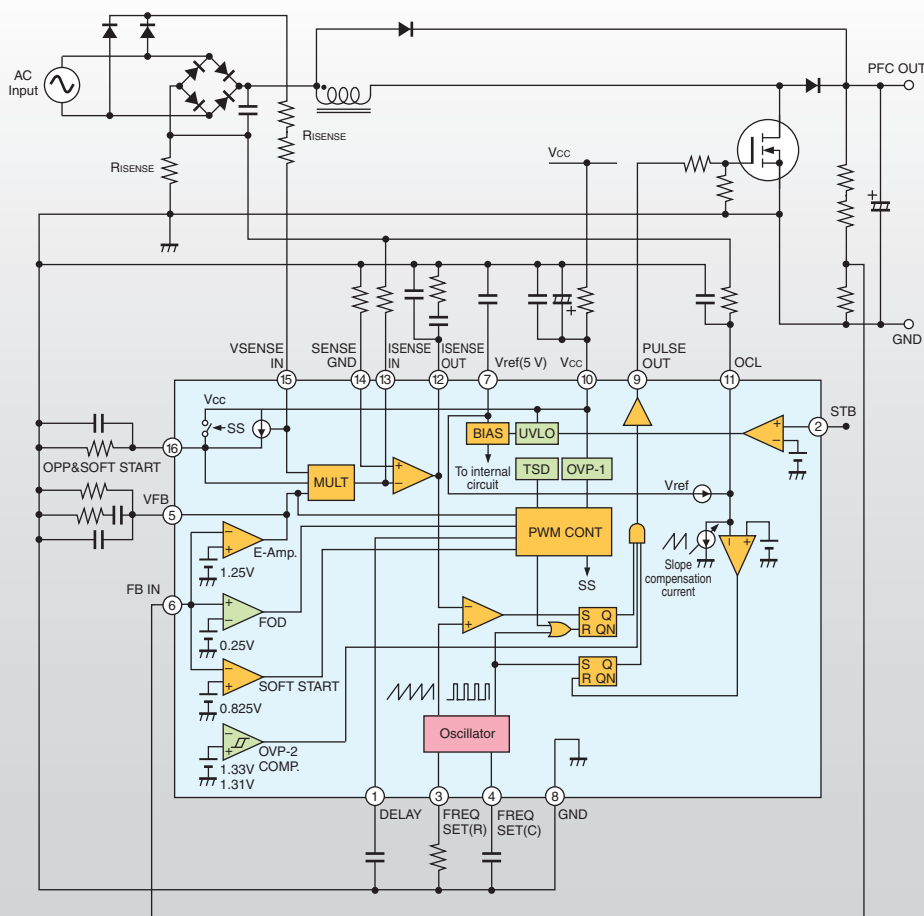 AC
Input
PFC OUT
RISENSE
RISENSE
VCC
GND
VSENSE
IN
SENSE
GND
ISENSE
IN
ISENSE
OUT
Vref(5 V)
VCC
PULSE
OUT
OCL
15
14
13
12
7
10
9
11
Vcc
SS
BIAS
UVLO
STB
2
16
OPP&SOFT START
To internal
circuit
TSD
OVP-1
MULT
Vref
VFB
5
PWM CONT
E-Amp.
1.25V
SS
Slope
compensation
current
FB IN
6
FOD
0.25V
S Q
R QN
SOFT START
0.825V
S Q
R QN
Oscillator
OVP-2
COMP.
1.33V
1.31V
1
3
4
8
DELAY
FREQ
SET(R)
FREQ
SET(C)
GND